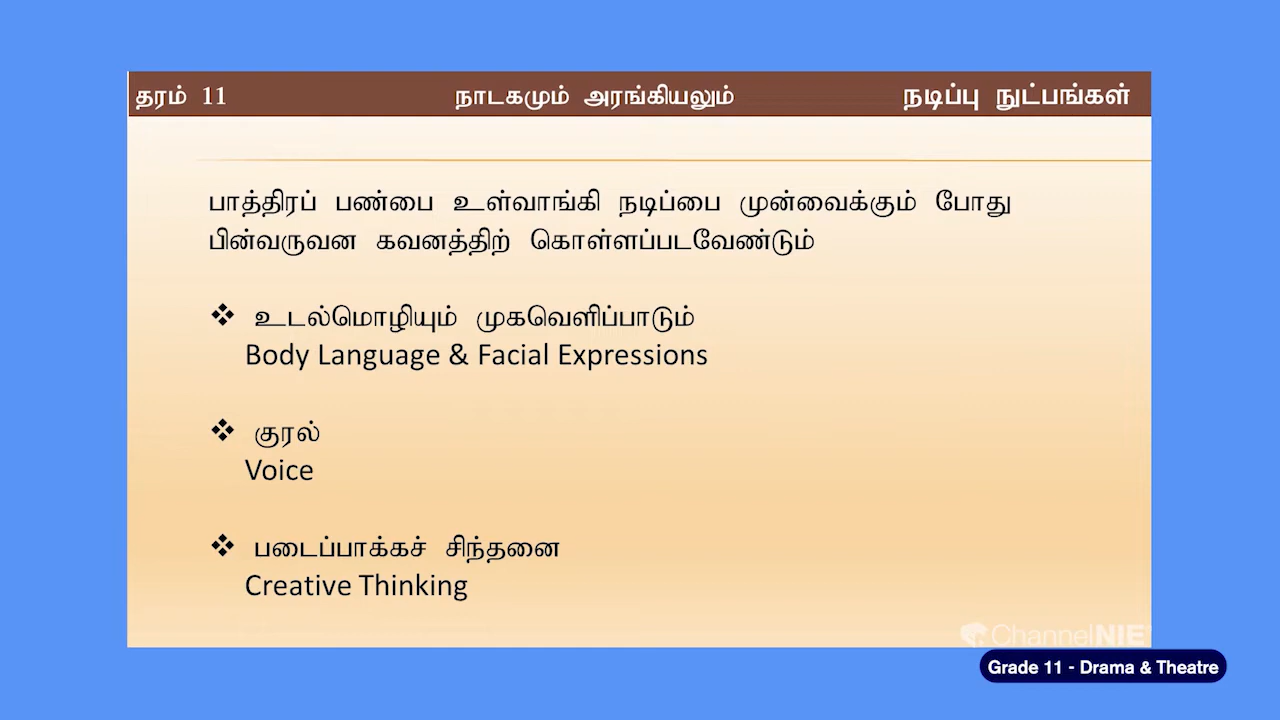 தரம் 11 நாடகமும் அரங்கியலும் நடிப்பு நுட்பங்கள்
பாத்திரப் பண்பை உள்வாங்கி நடிப்பை முன்வைக்கும் போது
பின்வருவன கவனத்திற் கொள்ளப்படவேண்டும்
❖ உடல்மொழியும் முகவெளிப்பாடும்
Body Language & Facial Expressions
❖ குரல்
Voice
❖ படைப்பாக்கச் சிந்தனை
Creative Thinking
ChannelNIE
Grade 11 - Drama & Theatre